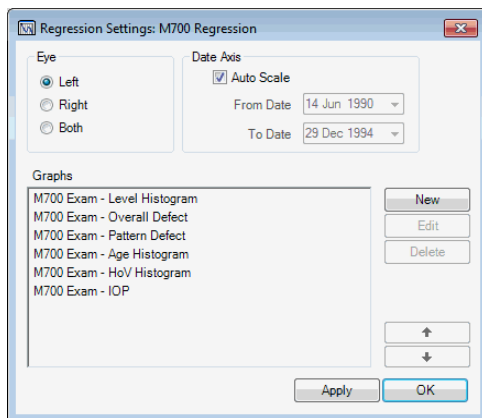 Regression Settings: M700 Regression
Eye
Left
Right
Both
Date Axis
Auto Scale
From Date 14 Jun 1990
To Date 29 Dec 1994
Graphs
M700 Exam - Level Histogram
M700 Exam - Overall Defect
M700 Exam - Pattern Defect
M700 Exam - Age Histogram
M700 Exam - HoV Histogram
M700 Exam - IOP
New
Edit
Delete
Apply
OK